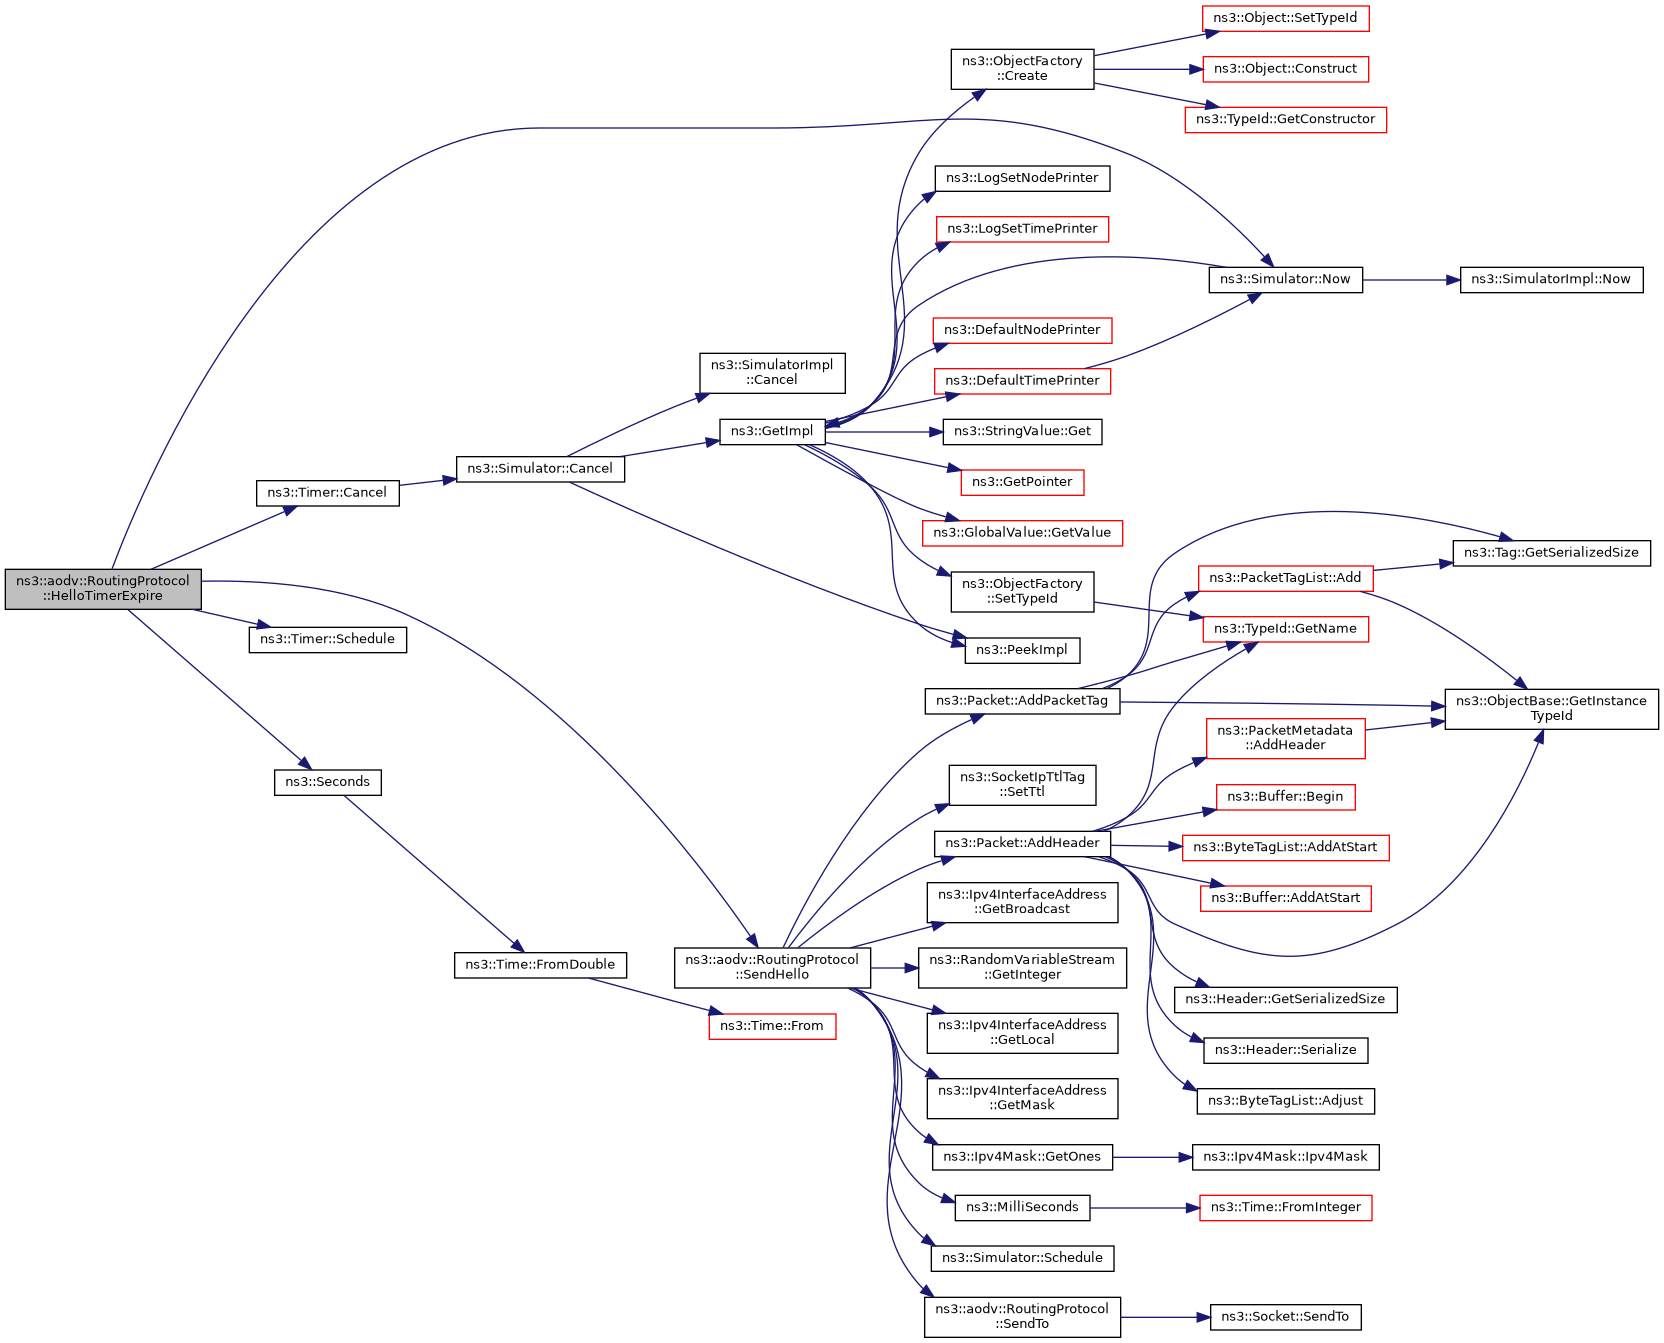 ns3::aodv::RoutingProtocol
::HelloTimerExpire
ns3::Timer::Cancel
ns3::Timer::Schedule
ns3::Seconds
ns3::Simulator::Cancel
ns3::Time::FromDouble
ns3::SimulatorImpl
::Cancel
ns3::GetImpl
ns3::aodv::RoutingProtocol
::SendHello
ns3::Time::From
ns3::ObjectFactory
::Create
ns3::LogSetNodePrinter
ns3::LogSetTimePrinter
ns3::DefaultNodePrinter
ns3::DefaultTimePrinter
ns3::StringValue::Get
ns3::GetPointer
ns3::GlobalValue::GetValue
ns3::ObjectFactory
::SetTypeId
ns3::PeekImpl
ns3::Packet::AddPacketTag
ns3::SocketIpTtlTag
::SetTtl
ns3::Packet::AddHeader
ns3::Ipv4InterfaceAddress
::GetBroadcast
ns3::RandomVariableStream
::GetInteger
ns3::Ipv4InterfaceAddress
::GetLocal
ns3::Ipv4InterfaceAddress
::GetMask
ns3::Ipv4Mask::GetOnes
ns3::MilliSeconds
ns3::Simulator::Schedule
ns3::aodv::RoutingProtocol
::SendTo
ns3::Object::SetTypeId
ns3::Object::Construct
ns3::TypeId::GetConstructor
ns3::Simulator::Now
ns3::PacketTagList::Add
ns3::TypeId::GetName
ns3::PacketMetadata
::AddHeader
ns3::Buffer::Begin
ns3::ByteTagList::AddAtStart
ns3::Buffer::AddAtStart
ns3::Header::GetSerializedSize
ns3::Header::Serialize
ns3::ByteTagList::Adjust
ns3::Ipv4Mask::Ipv4Mask
ns3::Time::FromInteger
ns3::Socket::SendTo
ns3::SimulatorImpl::Now
ns3::Tag::GetSerializedSize
ns3::ObjectBase::GetInstance
TypeId